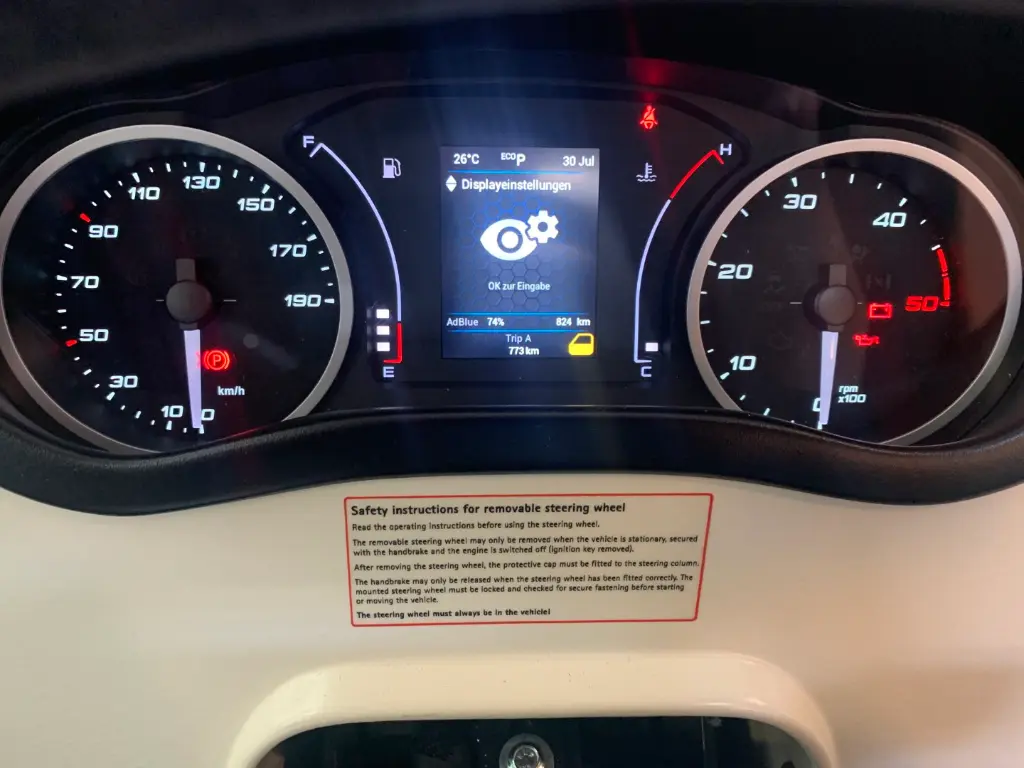 F
H
26°C ECO P 30 Jul
Displayeinstellungen
OK zur Eingabe
AdBlue 74% 824 km
Trip A
773 km
E
C
10 30 50 70 90 110 130 150 170 190
0
P
km/h
0 10 20 30 40 50
rpm
x100
Safety instructions for removable steering wheel
Read the operating instructions before using the steering wheel.
The removable steering wheel may only be removed when the vehicle is stationary, secured
with the handbrake and the engine is switched off (ignition key removed).
After removing the steering wheel, the protective cap must be fitted to the steering column.
The handbrake may only be released when the steering wheel has been fitted correctly. The
mounted steering wheel must be locked and checked for secure fastening before starting
or moving the vehicle.
The steering wheel must always be in the vehicle!